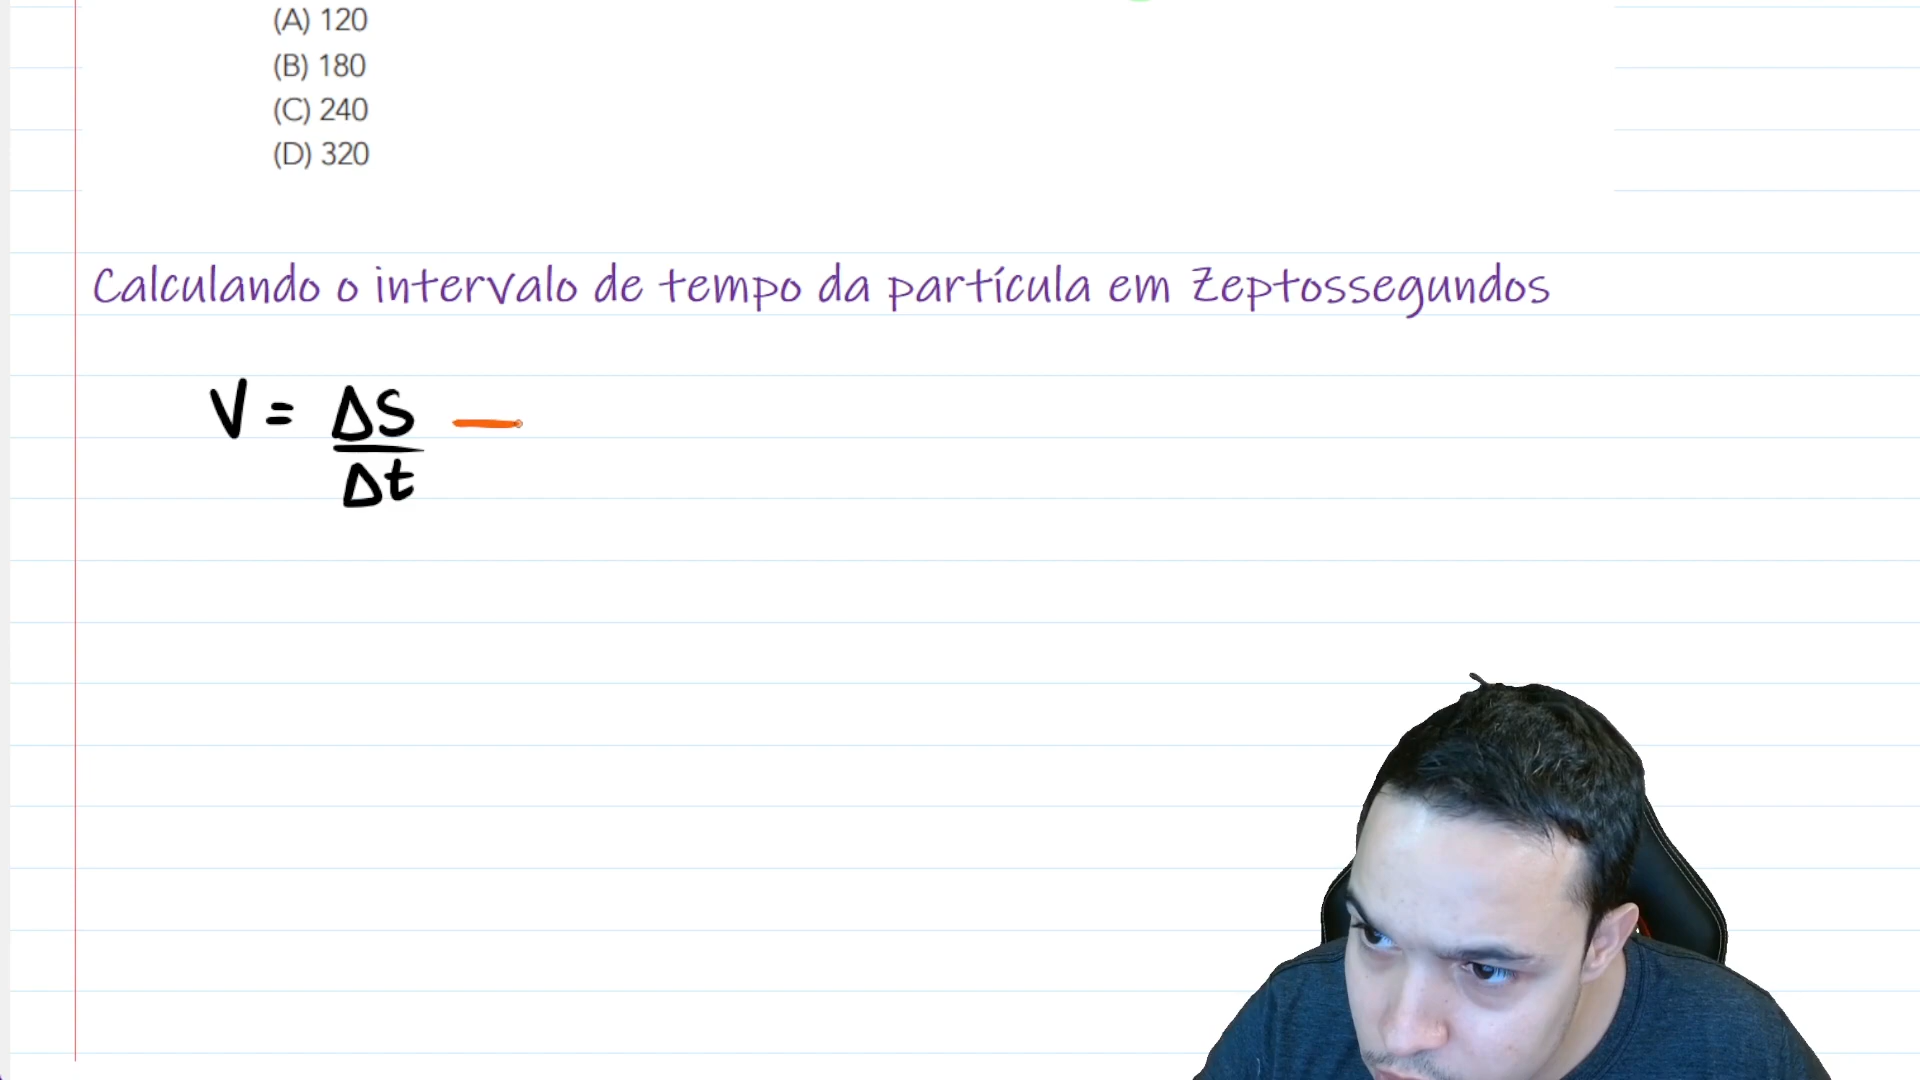 (A) 120
(B) 180
(C) 240
(D) 320
Calculando o intervalo de tempo da partícula em Zeptossegundos
V = ΔS
Δt